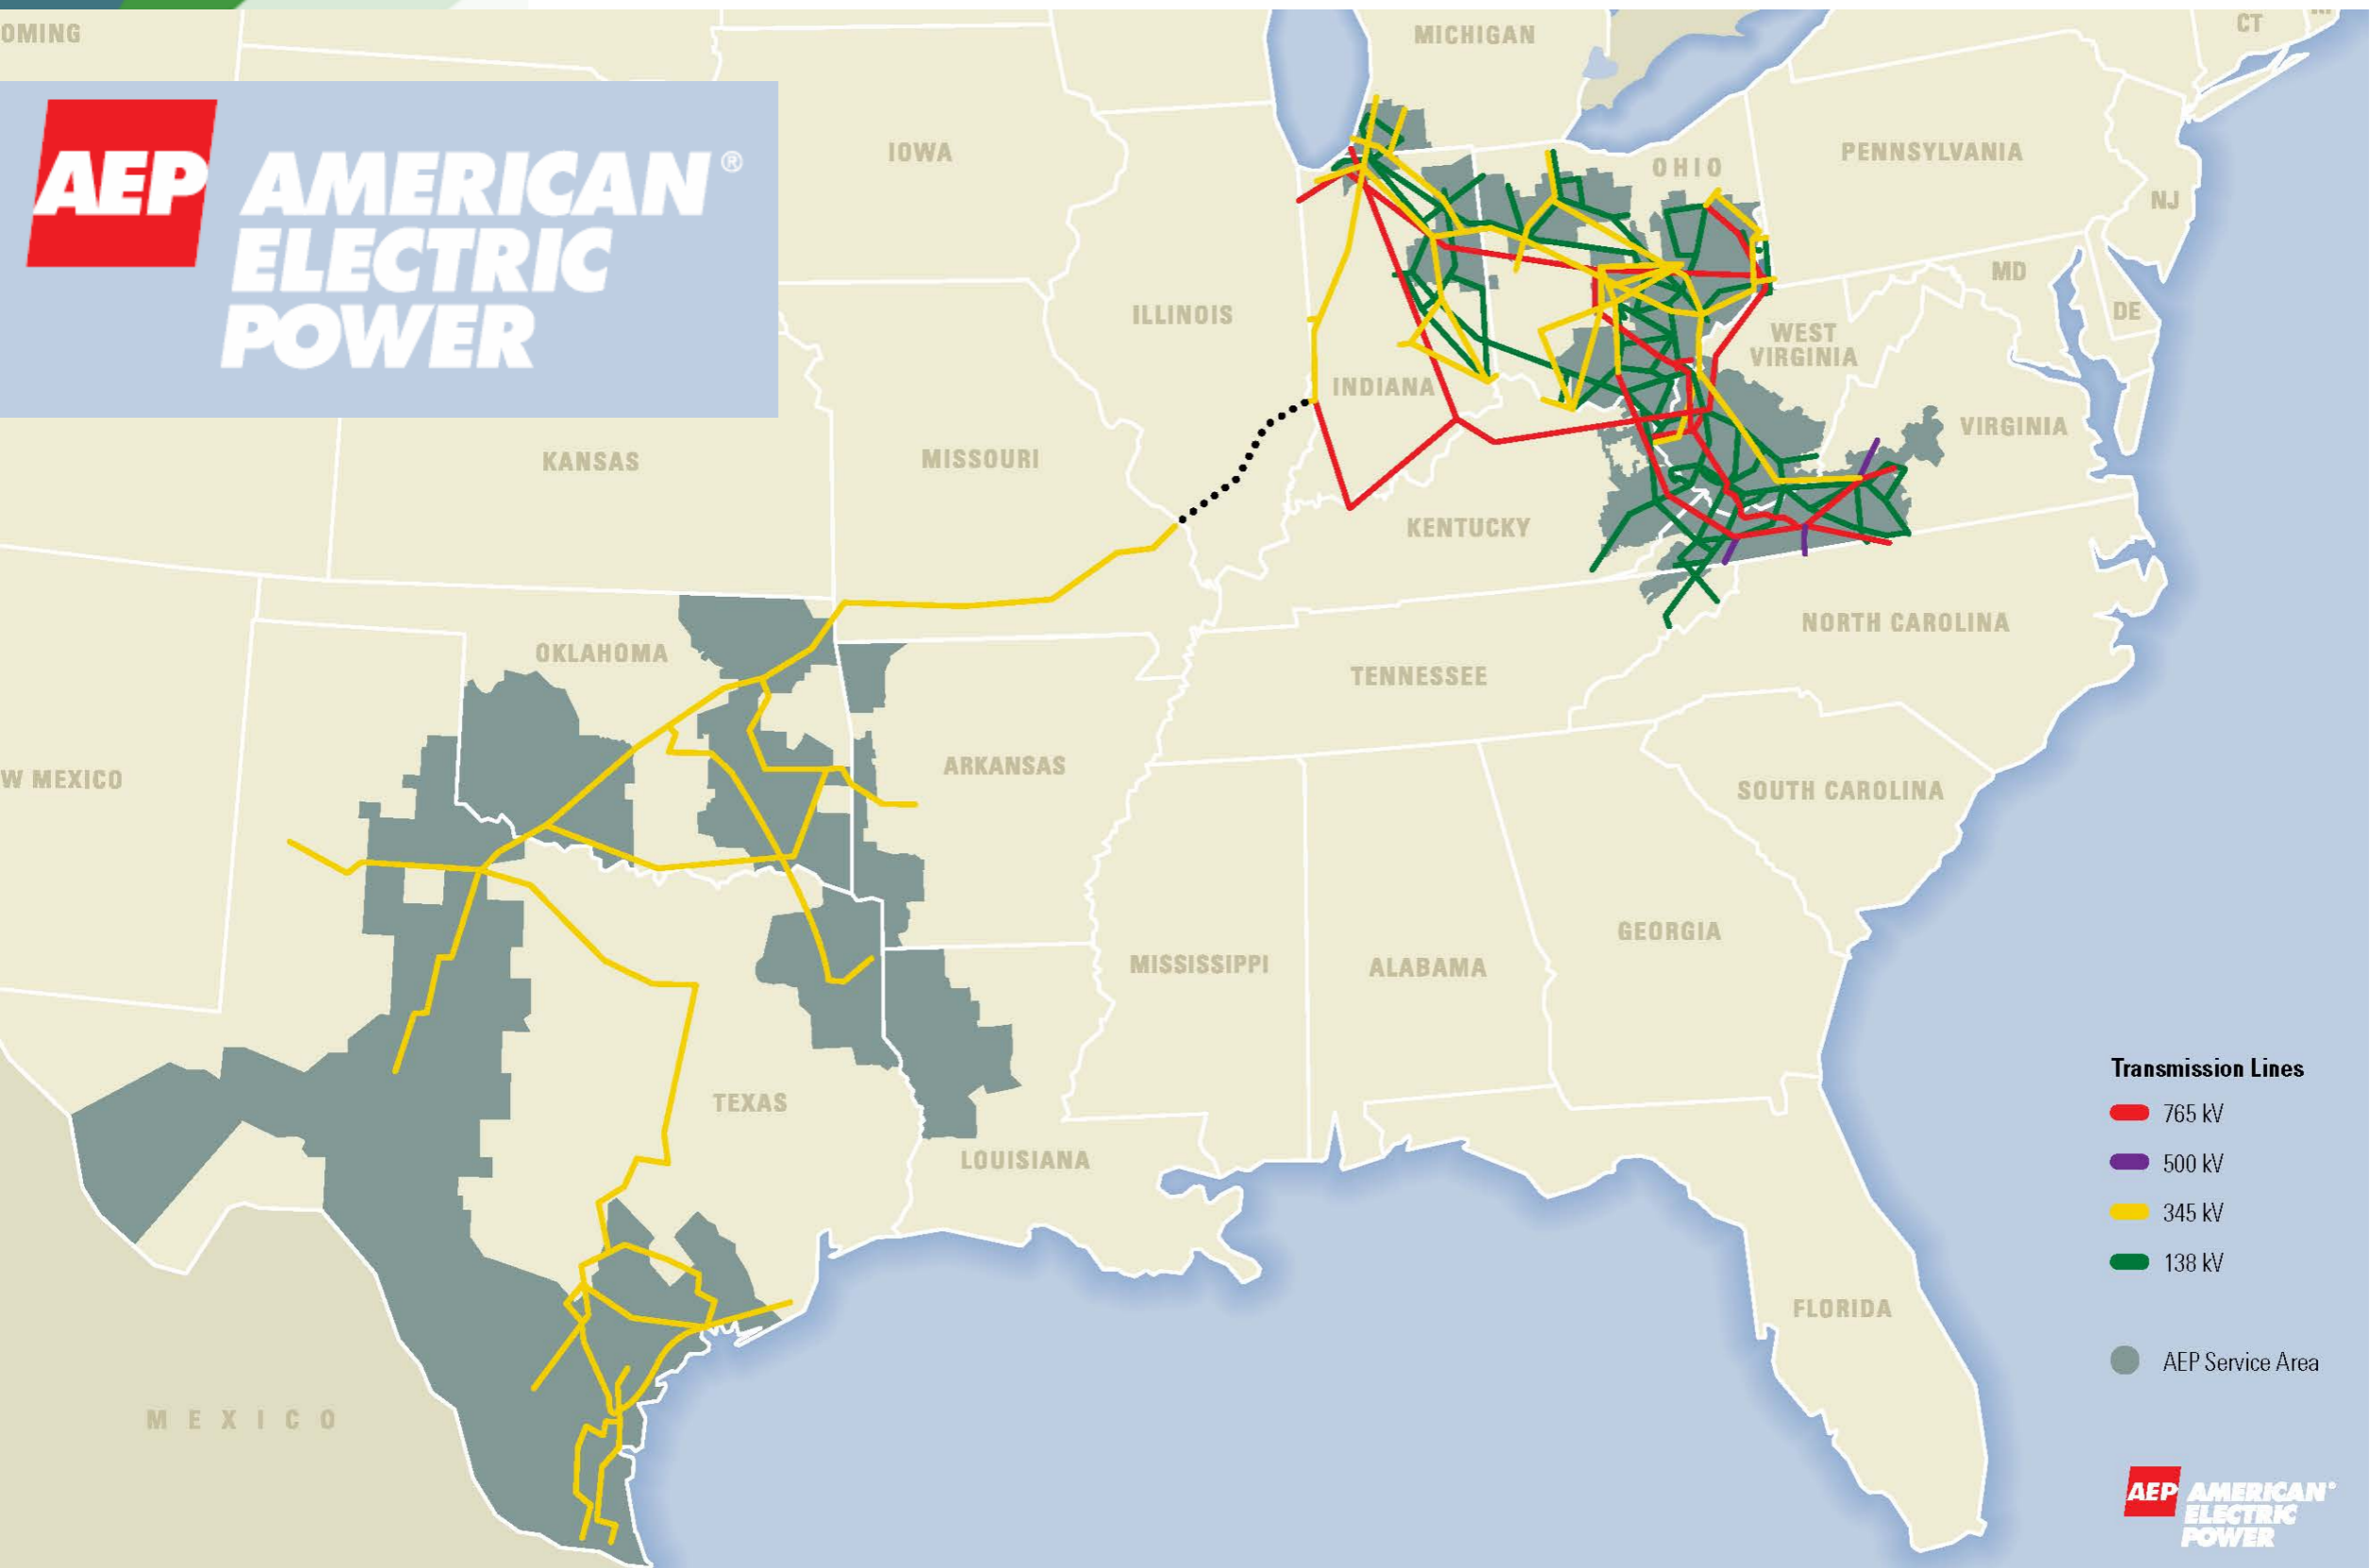 OMING
MICHIGAN
CT
AEP
AMERICAN®
ELECTRIC
POWER
IOWA
OHIO
PENNSYLVANIA
NJ
MD
DE
ILLINOIS
WEST
VIRGINIA
INDIANA
VIRGINIA
KANSAS
MISSOURI
KENTUCKY
OKLAHOMA
NORTH CAROLINA
TENNESSEE
ARKANSAS
W MEXICO
SOUTH CAROLINA
GEORGIA
MISSISSIPPI
ALABAMA
TEXAS
LOUISIANA
FLORIDA
MEXICO
Transmission Lines
765 kV
500 kV
345 kV
138 kV
AEP Service Area
AEP
AMERICAN®
ELECTRIC
POWER